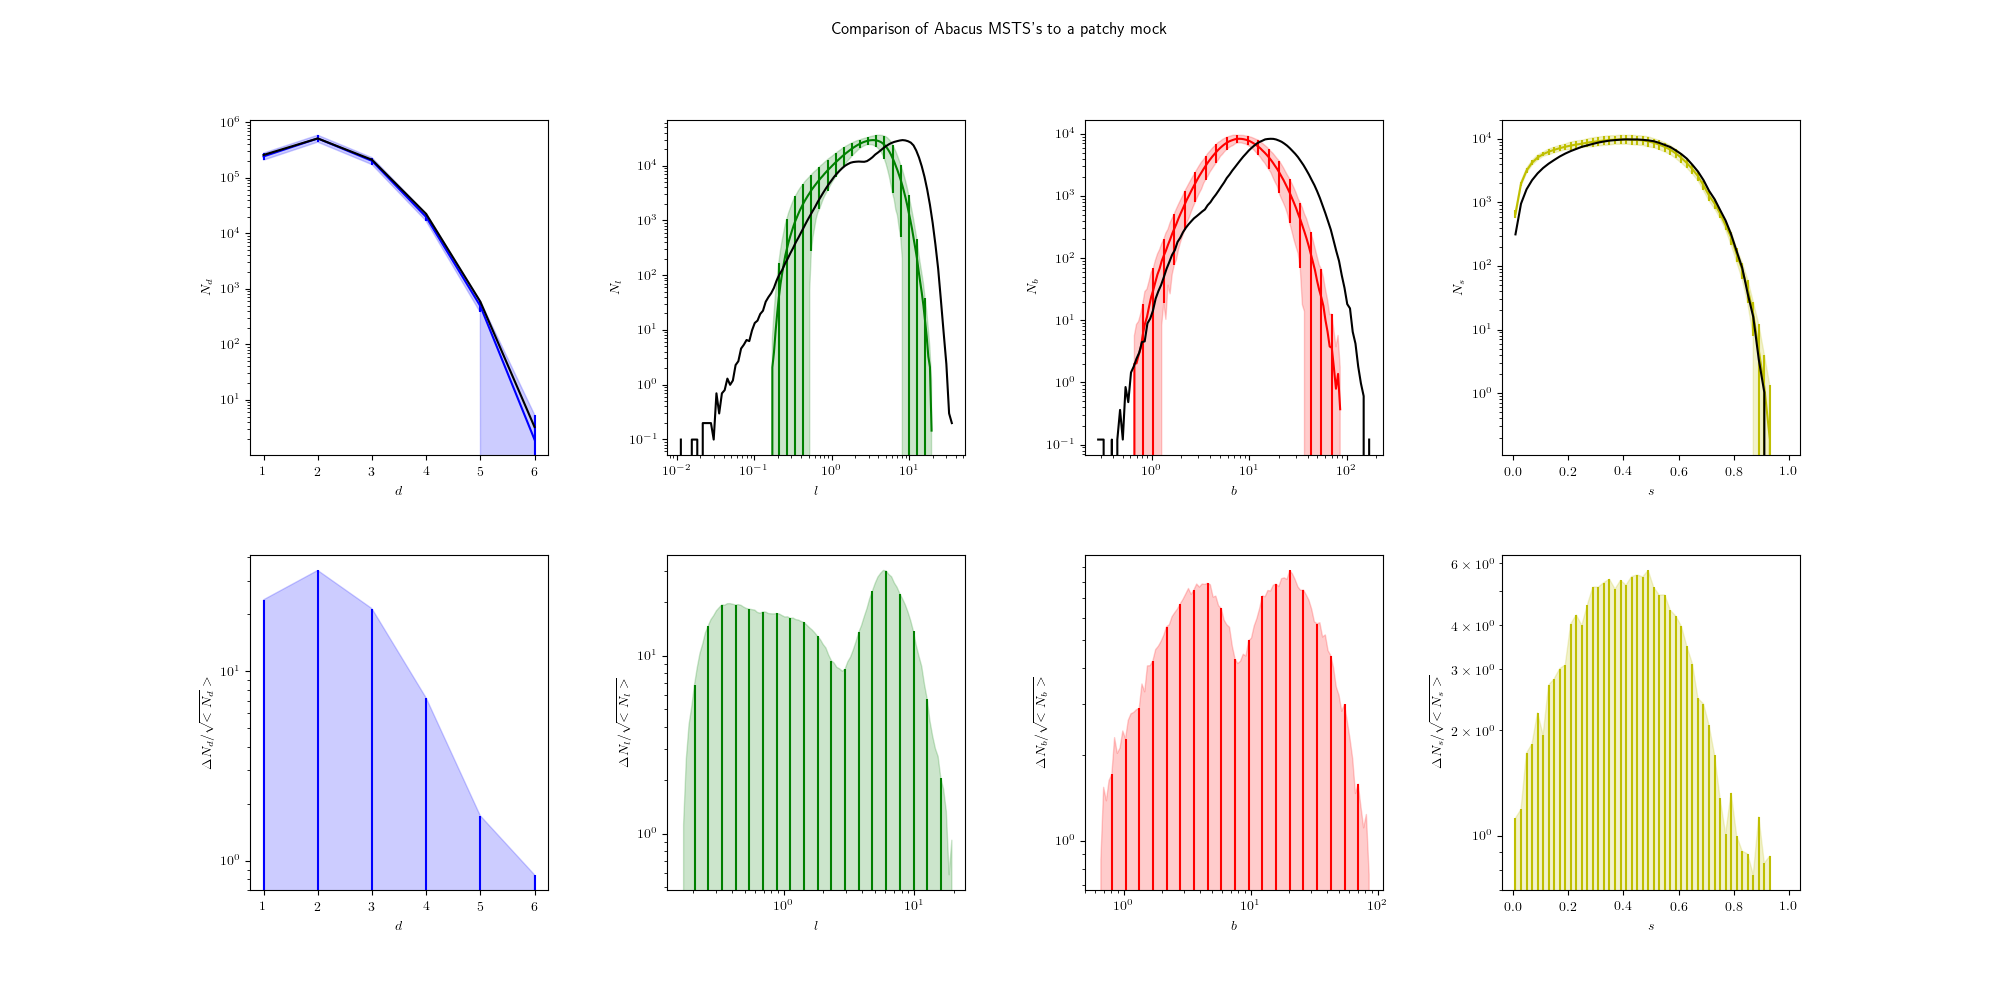 Comparison of Abacus MSTS's to a patchy mock
10^6
10^5
10^4
10^3
10^2
10^1
N_d
1 2 3 4 5 6
d
10^4
10^3
10^2
10^1
10^0
10^−1
N_l
10^−2 10^−1 10^0 10^1
l
10^4
10^3
10^2
10^1
10^0
10^−1
N_b
10^0 10^1 10^2
b
10^4
10^3
10^2
10^1
10^0
N_s
0.0 0.2 0.4 0.6 0.8 1.0
s
10^1
10^0
ΔN_d/√<N_d>
1 2 3 4 5 6
d
10^1
10^0
ΔN_l/√<N_l>
10^0 10^1
l
10^1
10^0
ΔN_b/√<N_b>
10^0 10^1 10^2
b
6 × 10^0
4 × 10^0
3 × 10^0
2 × 10^0
10^0
ΔN_s/√<N_s>
0.0 0.2 0.4 0.6 0.8 1.0
s